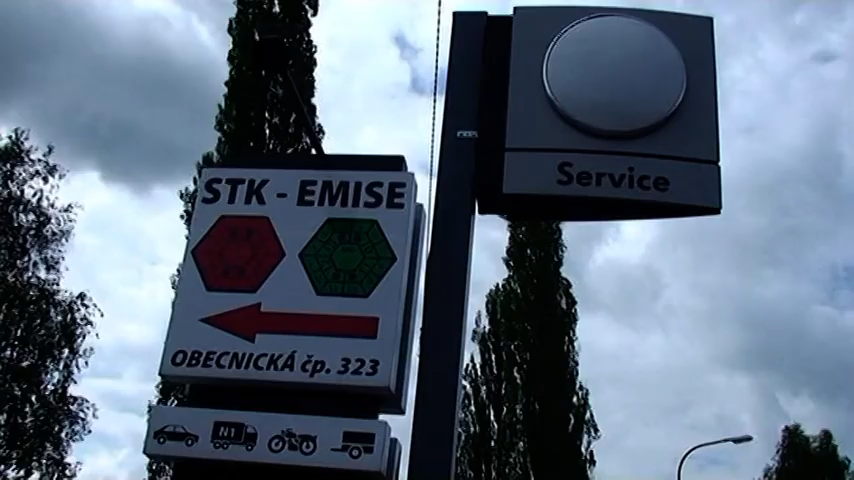 STK - EMISE
OBECNICKÁ čp. 323
N1
Service